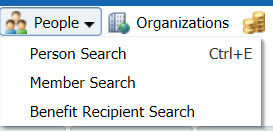 People Organizations
Person Search Ctrl+E
Member Search
Benefit Recipient Search